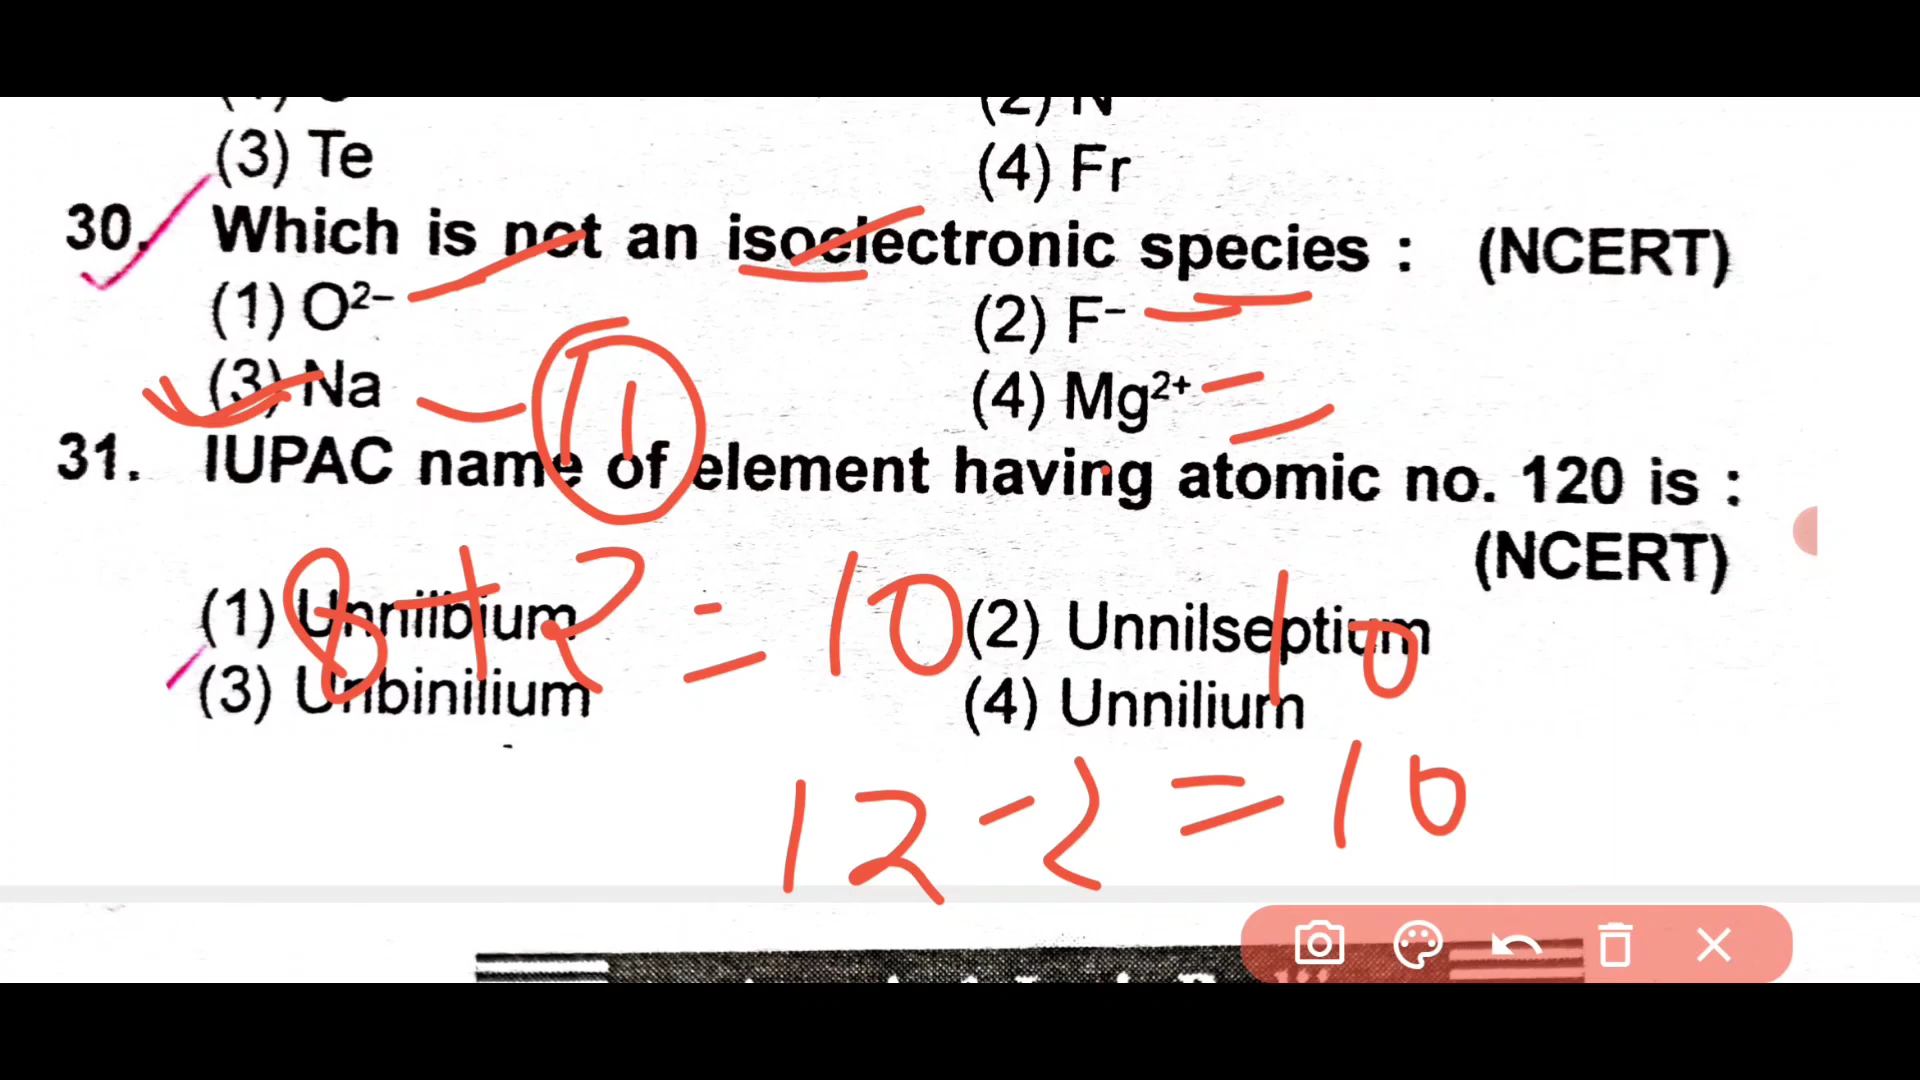 (3) Te (4) Fr
30. Which is not an isoelectronic species : (NCERT)
(1) O²⁻ (2) F⁻
(3) Na (4) Mg²⁺
11
31. IUPAC name of element having atomic no. 120 is :
(NCERT)
(1) Unnilbium (2) Unnilseptium
8+2=10 10
(3) Unbinilium (4) Unnilium
12-2=10